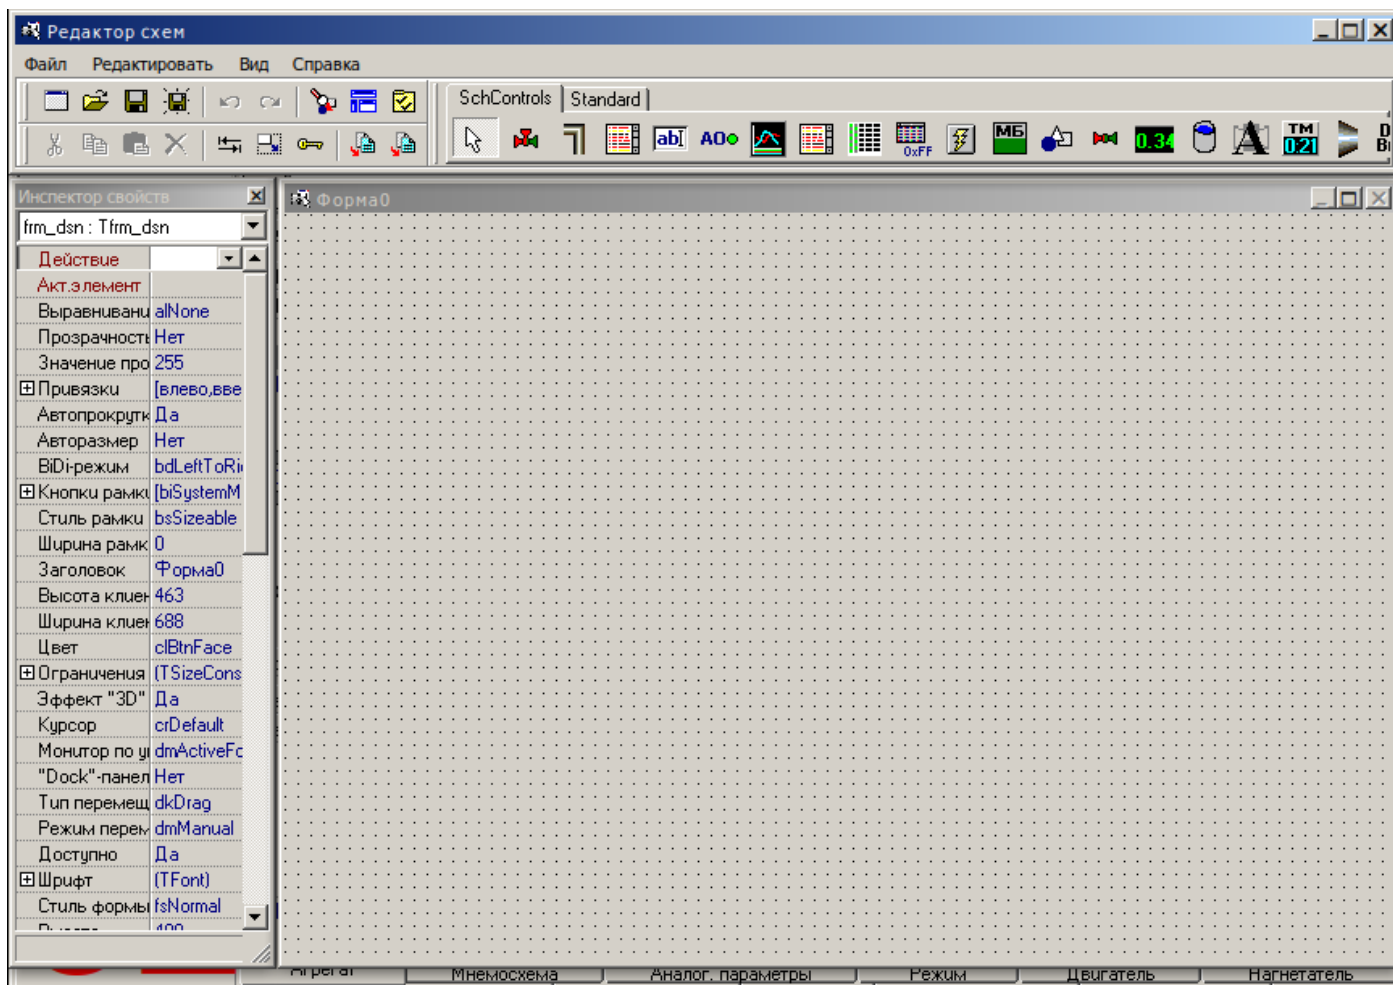 Редактор схем
Файл Редактировать Вид Справка
SchControls Standard
abI AO МБ 0.34 A TM
0xFF 0:21
Инспектор свойств
Форма0
frm_dsn : Tfrm_dsn
Действие
Акт.элемент
Выравнивани alNone
Прозрачность Нет
Значение про 255
Привязки [влево,вве
Автопрокрутк Да
Авторазмер Нет
BiDi-режим bdLeftToRi
Кнопки рамки [biSystemM
Стиль рамки bsSizeable
Ширина рамк 0
Заголовок Форма0
Высота клиен 463
Ширина клиен 688
Цвет clBtnFace
Ограничения (TSizeCons
Эффект "3D" Да
Курсор crDefault
Монитор по у dmActiveFo
"Dock"-панел Нет
Тип перемещ dkDrag
Режим перем dmManual
Доступно Да
Шрифт (TFont)
Стиль формы fsNormal
Агрегат Мнемосхема Аналог. параметры Режим Двигатель Нагнетатель